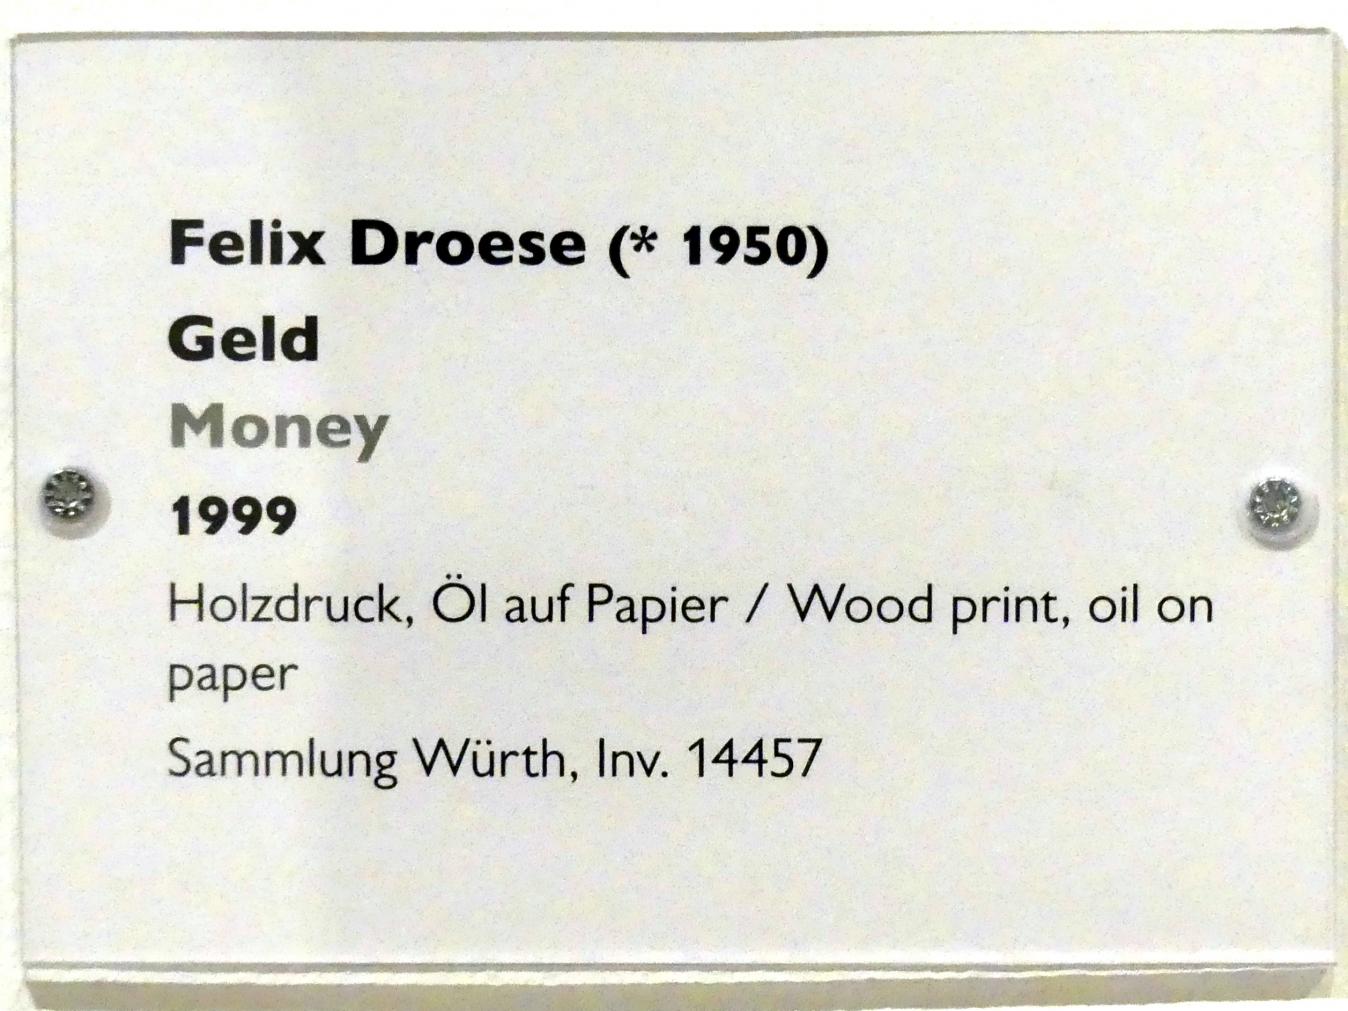 Felix Droese (* 1950)
Geld
Money
1999
Holzdruck, Öl auf Papier / Wood print, oil on
paper
Sammlung Würth, Inv. 14457